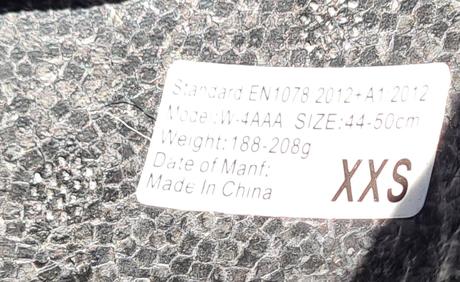 Standard EN1078:2012+A1:2012
Model:W-4AAA SIZE:44-50cm
Weight:188-208g
Date of Manf:
Made In China
XXS